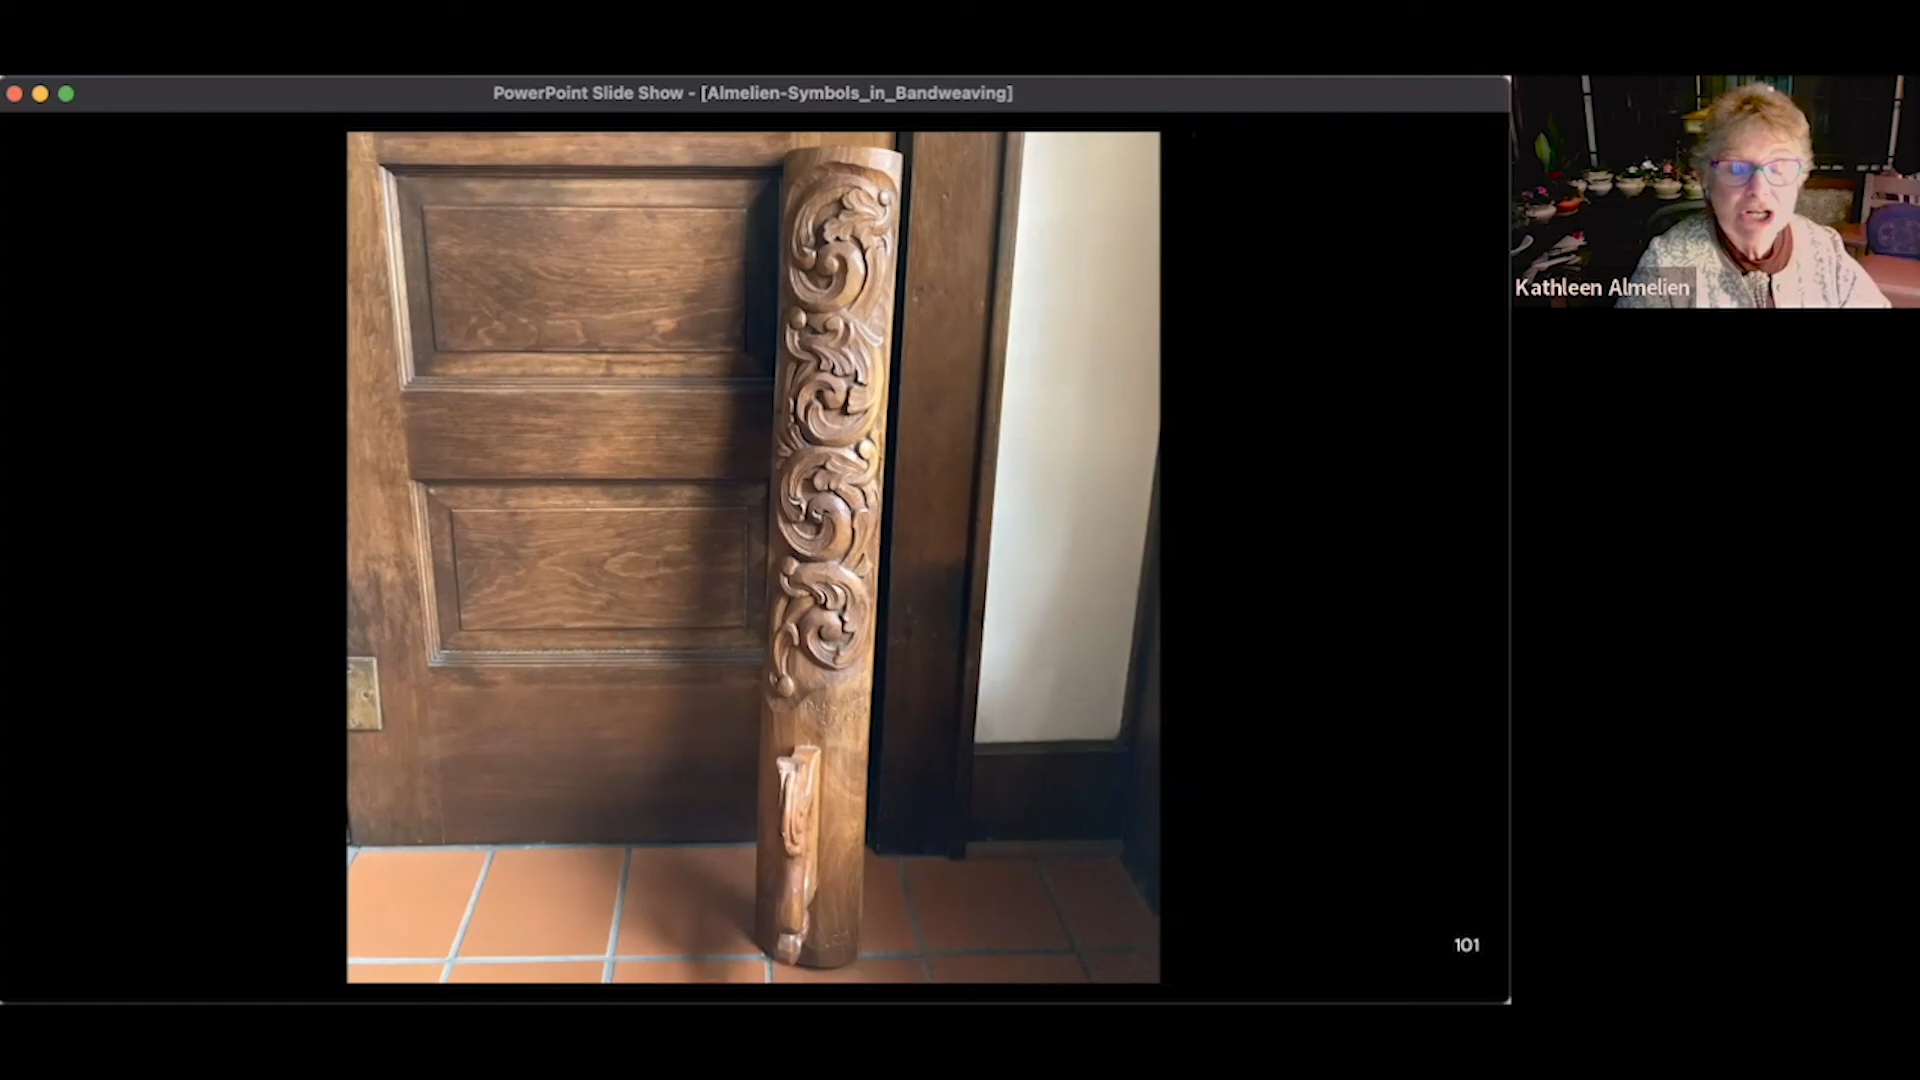 PowerPoint Slide Show - [Almelien-Symbols_in_Bandweaving]
Kathleen Almelien
101